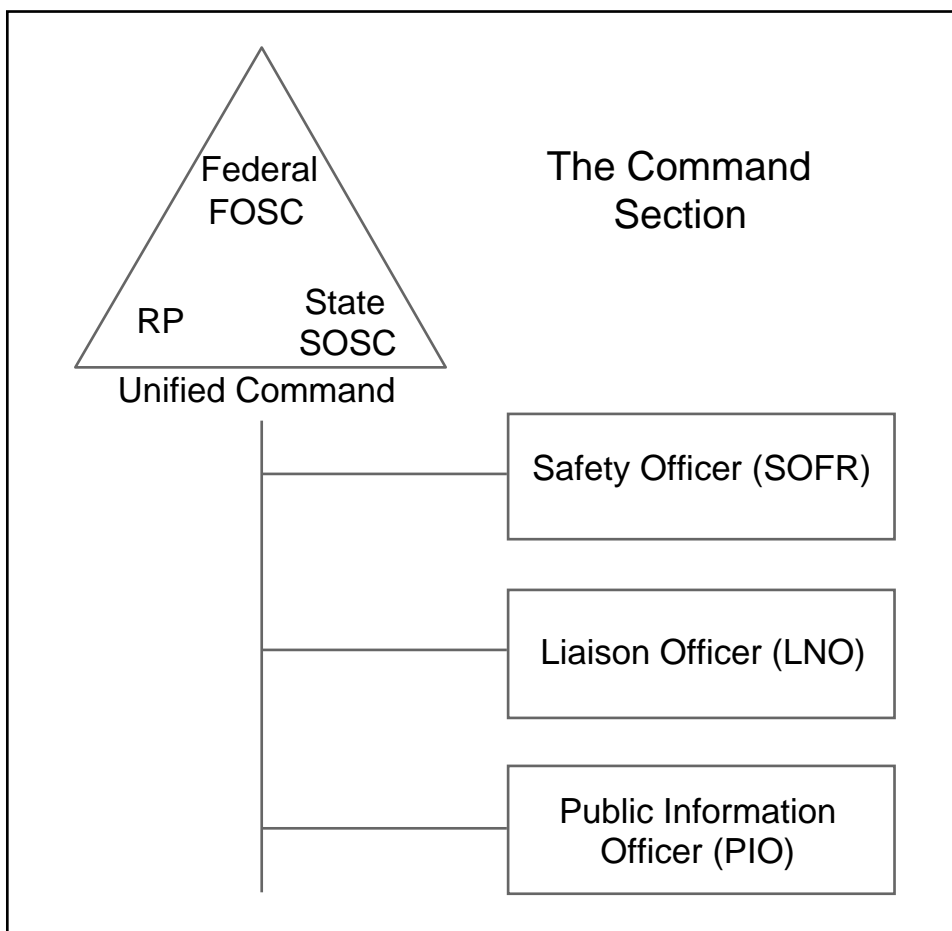 Federal
FOSC
The Command
Section
RP
State
SOSC
Unified Command
Safety Officer (SOFR)
Liaison Officer (LNO)
Public Information
Officer (PIO)